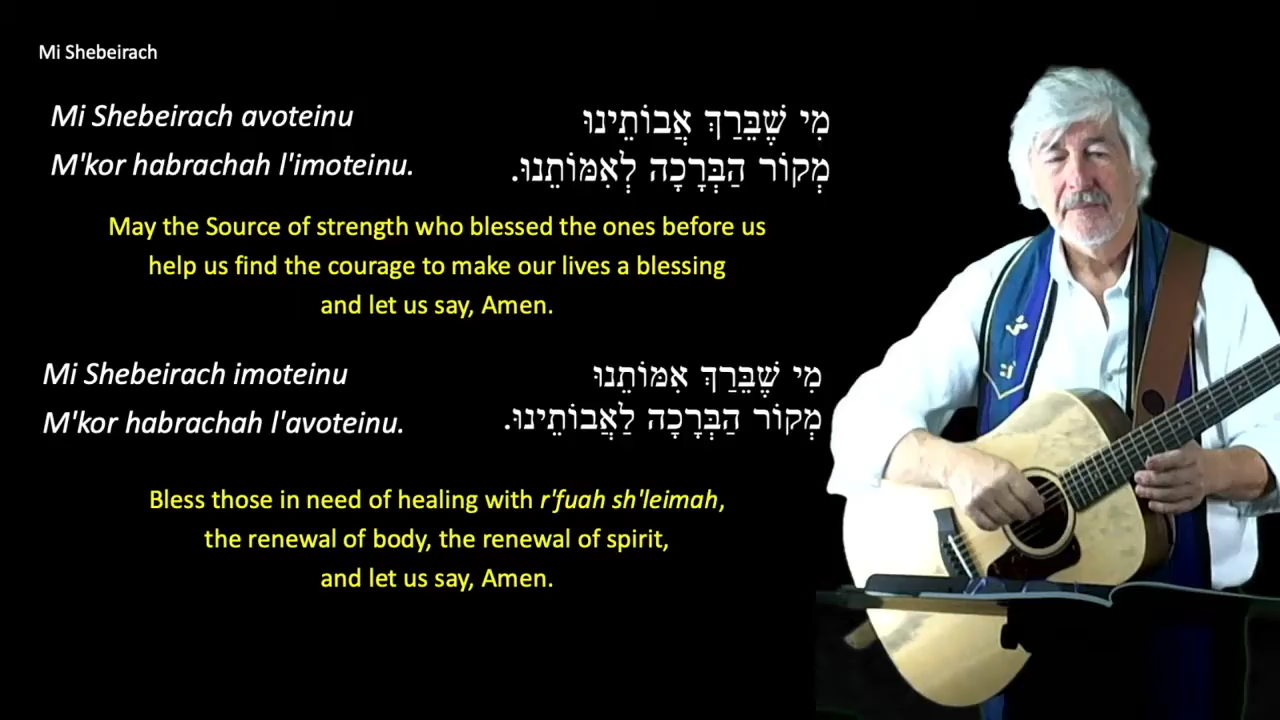 Mi Shebeirach
Mi Shebeirach avoteinu
מִי שֶׁבֵּרַךְ אֲבוֹתֵינוּ
M'kor habrachah l'imoteinu.
מְקוֹר הַבְּרָכָה לְאִמּוֹתֵנוּ.
May the Source of strength who blessed the ones before us
help us find the courage to make our lives a blessing
and let us say, Amen.
Mi Shebeirach imoteinu
מִי שֶׁבֵּרַךְ אִמּוֹתֵנוּ
M'kor habrachah l'avoteinu.
מְקוֹר הַבְּרָכָה לַאֲבוֹתֵינוּ.
Bless those in need of healing with r'fuah sh'leimah,
the renewal of body, the renewal of spirit,
and let us say, Amen.